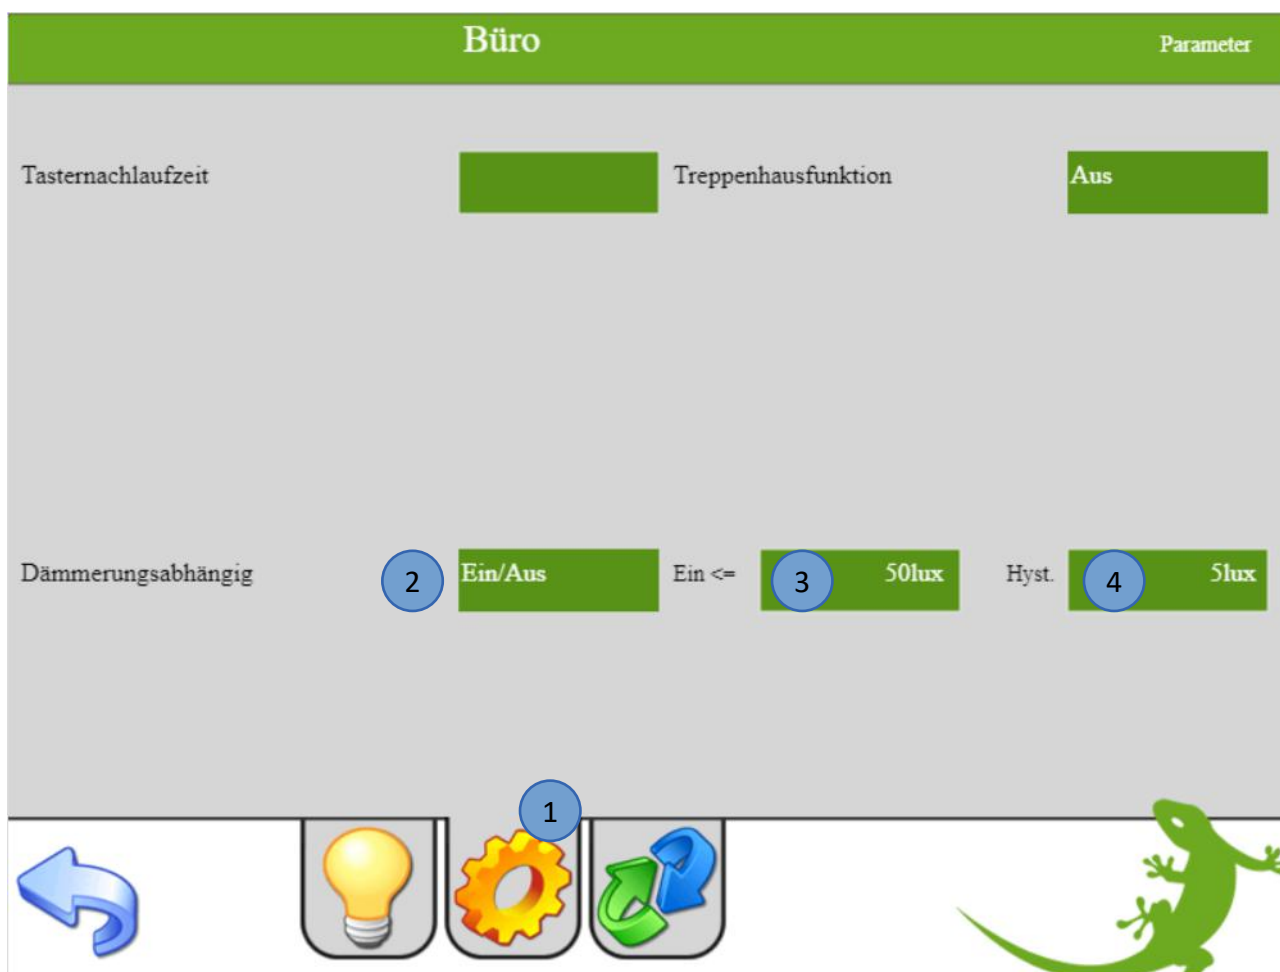 Büro Parameter
Tasternachlaufzeit Treppenhausfunktion Aus
Dämmerungsabhängig 2 Ein/Aus Ein <= 3 50lux Hyst. 4 5lux
1